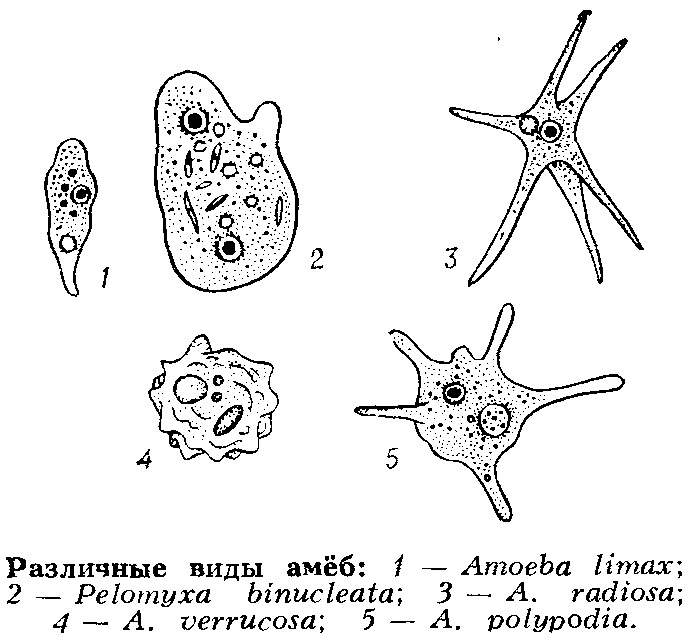 1
2
3
4
5
Различные виды амёб: 1 — Amoeba limax;
2 — Pelomyxa binucleata; 3 — A. radiosa;
4 — A. verrucosa; 5 — A. polypodia.